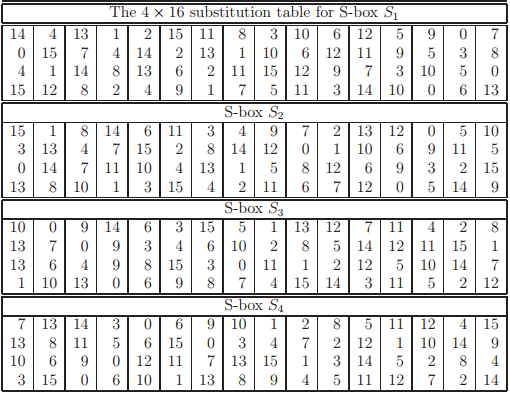 The 4 × 16 substitution table for S-box S₁
14 4 13 1 2 15 11 8 3 10 6 12 5 9 0 7
0 15 7 4 14 2 13 1 10 6 12 11 9 5 3 8
4 1 14 8 13 6 2 11 15 12 9 7 3 10 5 0
15 12 8 2 4 9 1 7 5 11 3 14 10 0 6 13
S-box S₂
15 1 8 14 6 11 3 4 9 7 2 13 12 0 5 10
3 13 4 7 15 2 8 14 12 0 1 10 6 9 11 5
0 14 7 11 10 4 13 1 5 8 12 6 9 3 2 15
13 8 10 1 3 15 4 2 11 6 7 12 0 5 14 9
S-box S₃
10 0 9 14 6 3 15 5 1 13 12 7 11 4 2 8
13 7 0 9 3 4 6 10 2 8 5 14 12 11 15 1
13 6 4 9 8 15 3 0 11 1 2 12 5 10 14 7
1 10 13 0 6 9 8 7 4 15 14 3 11 5 2 12
S-box S₄
7 13 14 3 0 6 9 10 1 2 8 5 11 12 4 15
13 8 11 5 6 15 0 3 4 7 2 12 1 10 14 9
10 6 9 0 12 11 7 13 15 1 3 14 5 2 8 4
3 15 0 6 10 1 13 8 9 4 5 11 12 7 2 14